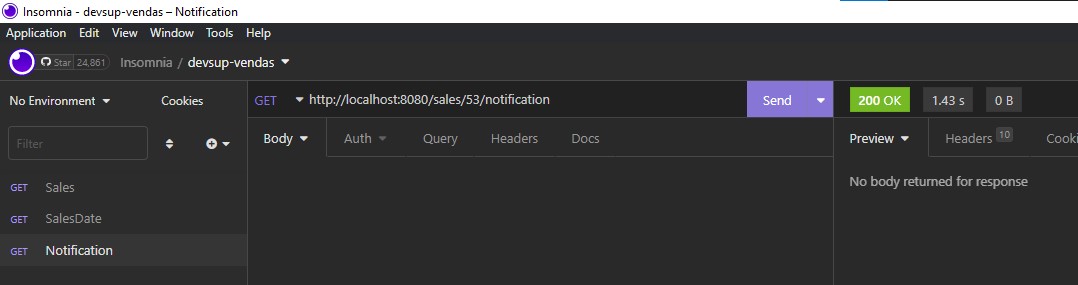 Insomnia - devsup-vendas – Notification
Application Edit View Window Tools Help
Star 24,861 Insomnia / devsup-vendas
No Environment Cookies
GET http://localhost:8080/sales/53/notification Send
200 OK 1.43 s 0 B
Filter
Body Auth Query Headers Docs
Preview Headers 10 Cooki
GET Sales
GET SalesDate
GET Notification
No body returned for response